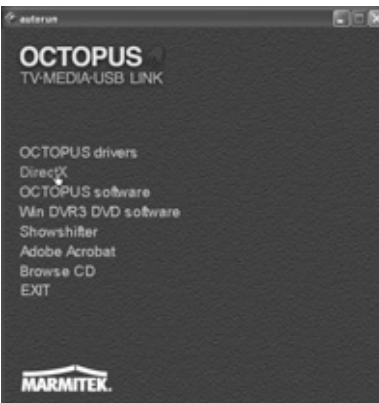 autorun
OCTOPUS
TV-MEDIA-USB LINK
OCTOPUS drivers
DirectX
OCTOPUS software
Win DVR3 DVD software
Showshifter
Adobe Acrobat
Browse CD
EXIT
MARMITEK.